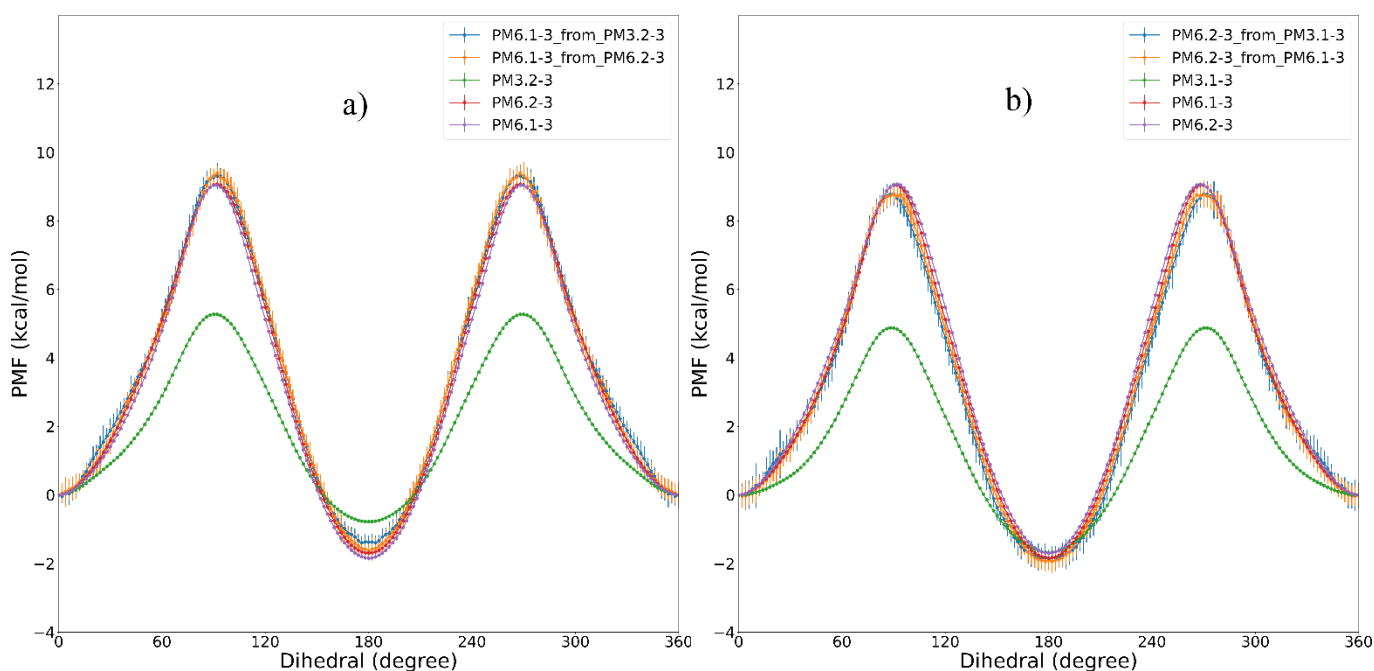 PM6.1-3_from_PM3.2-3
PM6.1-3_from_PM6.2-3
PM3.2-3
PM6.2-3
PM6.1-3
a)
12
10
8
6
4
2
0
−2
−4
PMF (kcal/mol)
0 60 120 180 240 300 360
Dihedral (degree)
PM6.2-3_from_PM3.1-3
PM6.2-3_from_PM6.1-3
PM3.1-3
PM6.1-3
PM6.2-3
b)
12
10
8
6
4
2
0
−2
−4
PMF (kcal/mol)
0 60 120 180 240 300 360
Dihedral (degree)